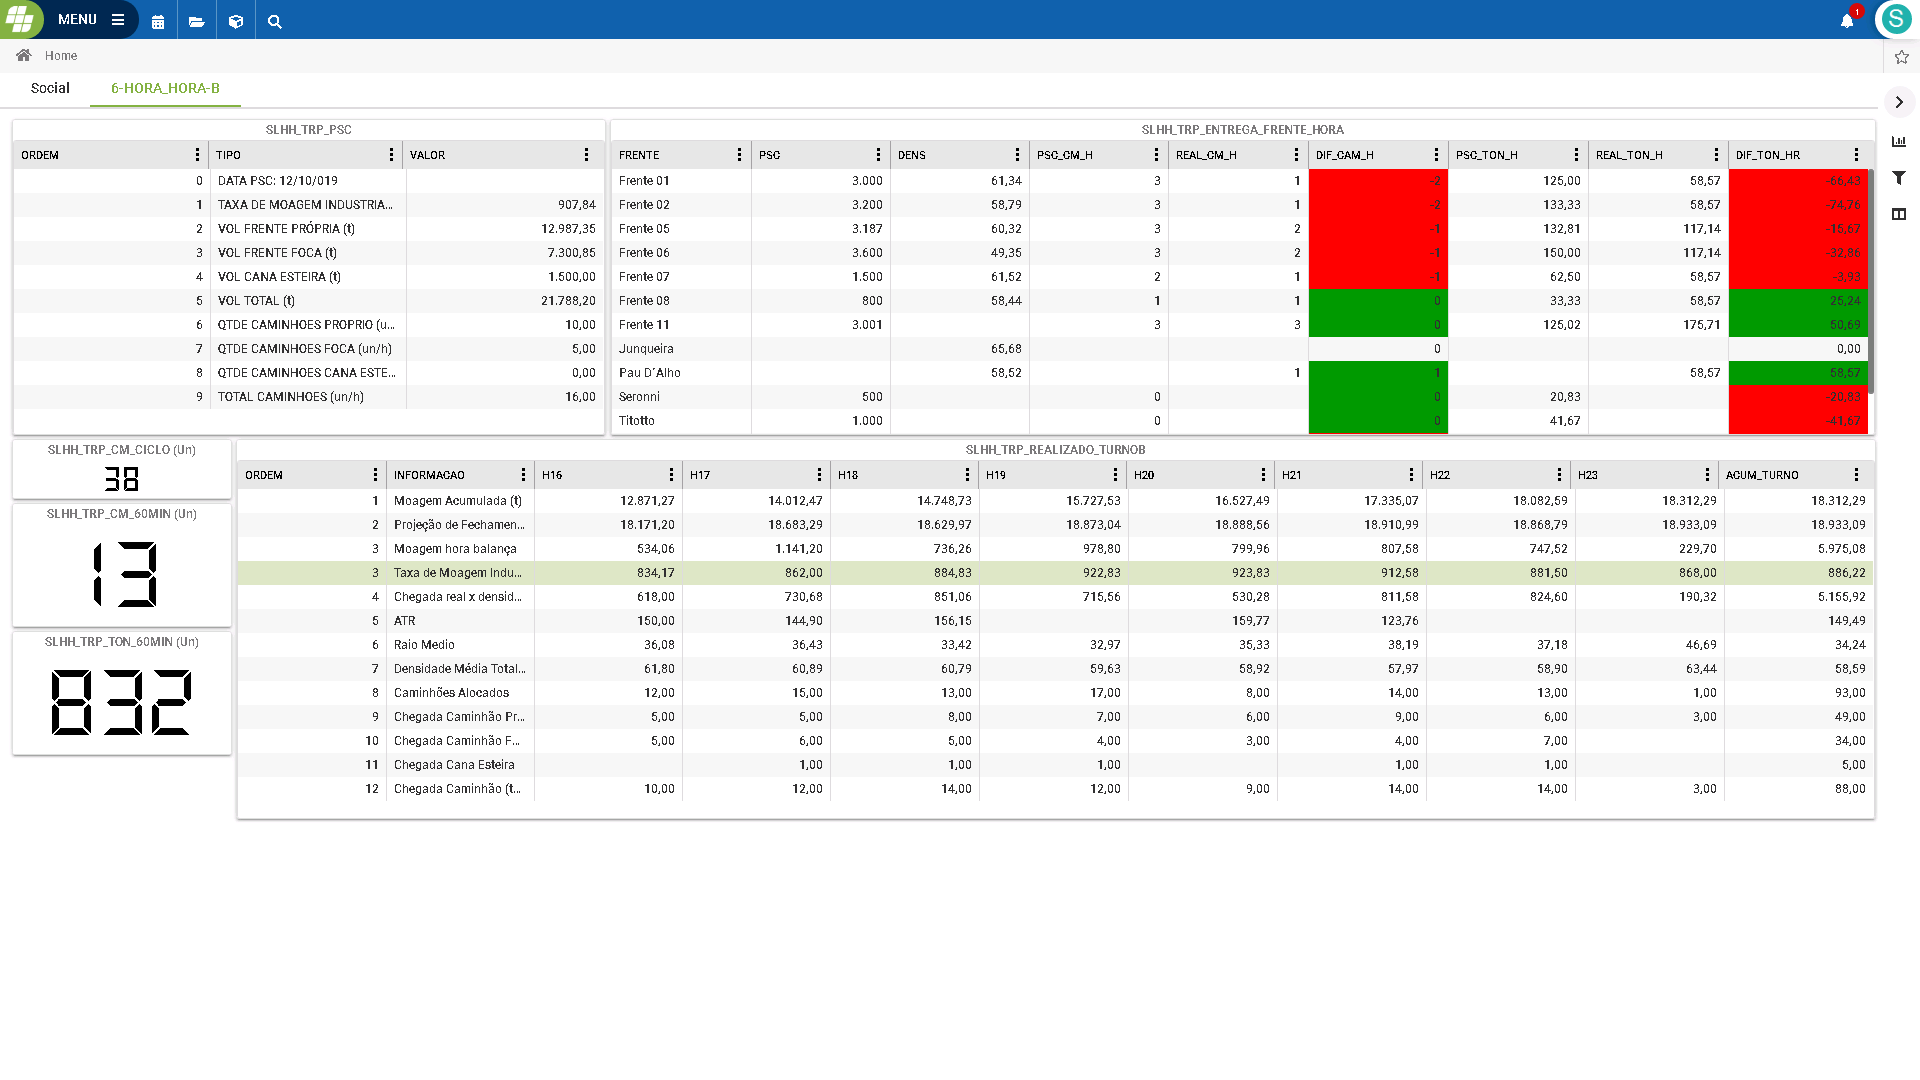 MENU
1
S
Home
Social 6-HORA_HORA-B
SLHH_TRP_PSC
ORDEM TIPO VALOR
0 DATA PSC: 12/10/019
1 TAXA DE MOAGEM INDUSTRIA... 907,84
2 VOL FRENTE PRÓPRIA (t) 12.987,35
3 VOL FRENTE FOCA (t) 7.300,85
4 VOL CANA ESTEIRA (t) 1.500,00
5 VOL TOTAL (t) 21.788,20
6 QTDE CAMINHOES PROPRIO (u... 10,00
7 QTDE CAMINHOES FOCA (un/h) 5,00
8 QTDE CAMINHOES CANA ESTE... 0,00
9 TOTAL CAMINHOES (un/h) 16,00
SLHH_TRP_ENTREGA_FRENTE_HORA
FRENTE PSC DENS PSC_CM_H REAL_CM_H DIF_CAM_H PSC_TON_H REAL_TON_H DIF_TON_HR
Frente 01 3.000 61,34 3 1 -2 125,00 58,57 -66,43
Frente 02 3.200 58,79 3 1 -2 133,33 58,57 -74,76
Frente 05 3.187 60,32 3 2 -1 132,81 117,14 -15,67
Frente 06 3.600 49,35 3 2 -1 150,00 117,14 -32,86
Frente 07 1.500 61,52 2 1 -1 62,50 58,57 -3,93
Frente 08 800 58,44 1 1 0 33,33 58,57 25,24
Frente 11 3.001 3 3 0 125,02 175,71 50,69
Junqueira 65,68 0 0,00
Pau D´Alho 58,52 1 1 58,57 58,57
Seronni 500 0 0 20,83 -20,83
Titotto 1.000 0 0 41,67 -41,67
SLHH_TRP_CM_CICLO (Un)
38
SLHH_TRP_CM_60MIN (Un)
13
SLHH_TRP_TON_60MIN (Un)
832
SLHH_TRP_REALIZADO_TURNOB
ORDEM INFORMACAO H16 H17 H18 H19 H20 H21 H22 H23 ACUM_TURNO
1 Moagem Acumulada (t) 12.871,27 14.012,47 14.748,73 15.727,53 16.527,49 17.335,07 18.082,59 18.312,29 18.312,29
2 Projeção de Fechamen... 18.171,20 18.683,29 18.629,97 18.873,04 18.888,56 18.910,99 18.868,79 18.933,09 18.933,09
3 Moagem hora balança 534,06 1.141,20 736,26 978,80 799,96 807,58 747,52 229,70 5.975,08
3 Taxa de Moagem Indu... 834,17 862,00 884,83 922,83 923,83 912,58 881,50 868,00 886,22
4 Chegada real x densid... 618,00 730,68 851,06 715,56 530,28 811,58 824,60 190,32 5.155,92
5 ATR 150,00 144,90 156,15 159,77 123,76 149,49
6 Raio Medio 36,08 36,43 33,42 32,97 35,33 38,19 37,18 46,69 34,24
7 Densidade Média Total... 61,80 60,89 60,79 59,63 58,92 57,97 58,90 63,44 58,59
8 Caminhões Alocados 12,00 15,00 13,00 17,00 8,00 14,00 13,00 1,00 93,00
9 Chegada Caminhão Pr... 5,00 5,00 8,00 7,00 6,00 9,00 6,00 3,00 49,00
10 Chegada Caminhão F... 5,00 6,00 5,00 4,00 3,00 4,00 7,00 34,00
11 Chegada Cana Esteira 1,00 1,00 1,00 1,00 1,00 5,00
12 Chegada Caminhão (t... 10,00 12,00 14,00 12,00 9,00 14,00 14,00 3,00 88,00